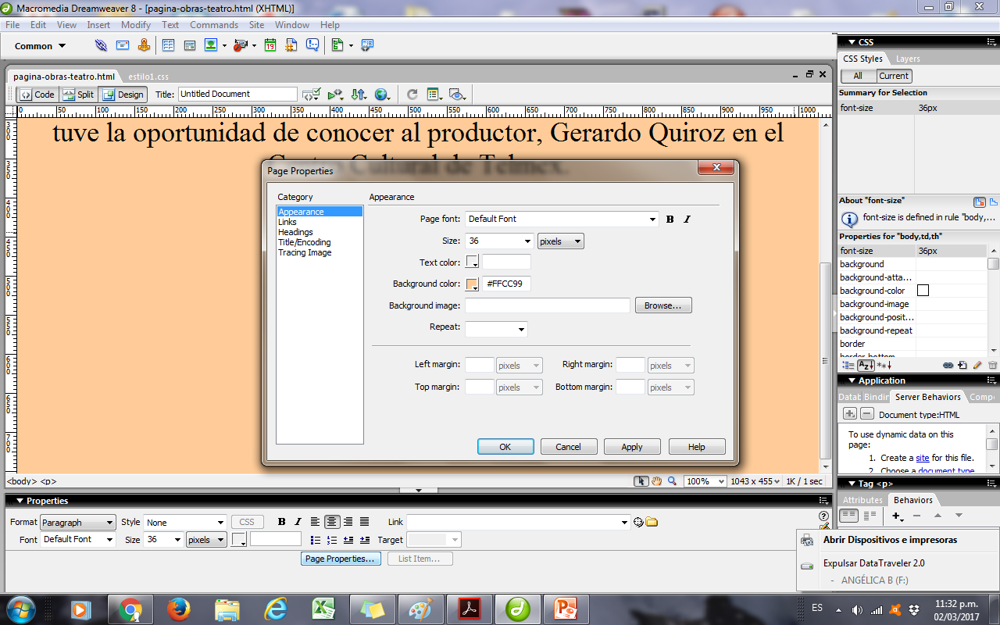 Macromedia Dreamweaver 8 - [pagina-obras-teatro.html (XHTML)]
File Edit View Insert Modify Text Commands Site Window Help
Common
19
pagina-obras-teatro.html estilo1.css
Code Split Design Title: Untitled Document
0 50 100 150 200 250 300 350 400 450 500 550 600 650 700 750 800 850 900 950 1000
300
350
400
450
500
550
600
650
700
tuve la oportunidad de conocer al productor, Gerardo Quiroz en el
Centro Cultural de Telmex.
Page Properties
Category
Appearance
Links
Headings
Title/Encoding
Tracing Image
Appearance
Page font: Default Font B I
Size: 36 pixels
Text color:
Background color: #FFCC99
Background image: Browse...
Repeat:
Left margin: pixels Right margin: pixels
Top margin: pixels Bottom margin: pixels
OK Cancel Apply Help
<body> <p> 100% 1043 x 455 1K / 1 sec
CSS
CSS Styles Layers
All Current
Summary for Selection
font-size 36px
About "font-size"
font-size is defined in rule "body,...
Properties for "body,td,th"
font-size 36px
background
background-atta...
background-color
background-image
background-posit...
background-repeat
border
border-bottom
Application
Datab Bindin Server Behaviors Compo
Document type:HTML
To use dynamic data on this
page:
1. Create a site for this file.
2. Choose a document type
Tag <p>
Attributes Behaviors
Properties
Format Paragraph Style None CSS B I Link
Font Default Font Size 36 pixels Target
Page Properties... List Item...
Abrir Dispositivos e impresoras
Expulsar DataTraveler 2.0
- ANGÉLICA B (F:)
ES
11:32 p.m.
02/03/2017